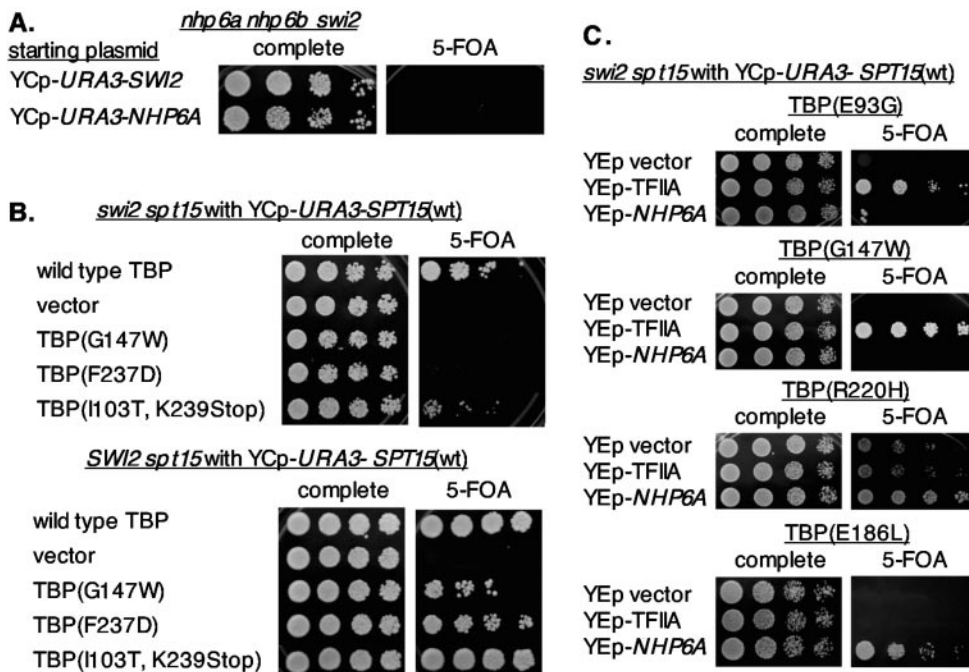 A.
nhp6a nhp6b swi2
starting plasmid complete 5-FOA
YCp-URA3-SWI2
YCp-URA3-NHP6A
B.
swi2 spt15 with YCp-URA3-SPT15(wt)
complete 5-FOA
wild type TBP
vector
TBP(G147W)
TBP(F237D)
TBP(I103T, K239Stop)
SWI2 spt15 with YCp-URA3- SPT15(wt)
complete 5-FOA
wild type TBP
vector
TBP(G147W)
TBP(F237D)
TBP(I103T, K239Stop)
C.
swi2 spt15 with YCp-URA3- SPT15(wt)
TBP(E93G)
complete 5-FOA
YEp vector
YEp-TFIIA
YEp-NHP6A
TBP(G147W)
YEp vector
YEp-TFIIA
YEp-NHP6A
TBP(R220H)
complete 5-FOA
YEp vector
YEp-TFIIA
YEp-NHP6A
TBP(E186L)
complete 5-FOA
YEp vector
YEp-TFIIA
YEp-NHP6A